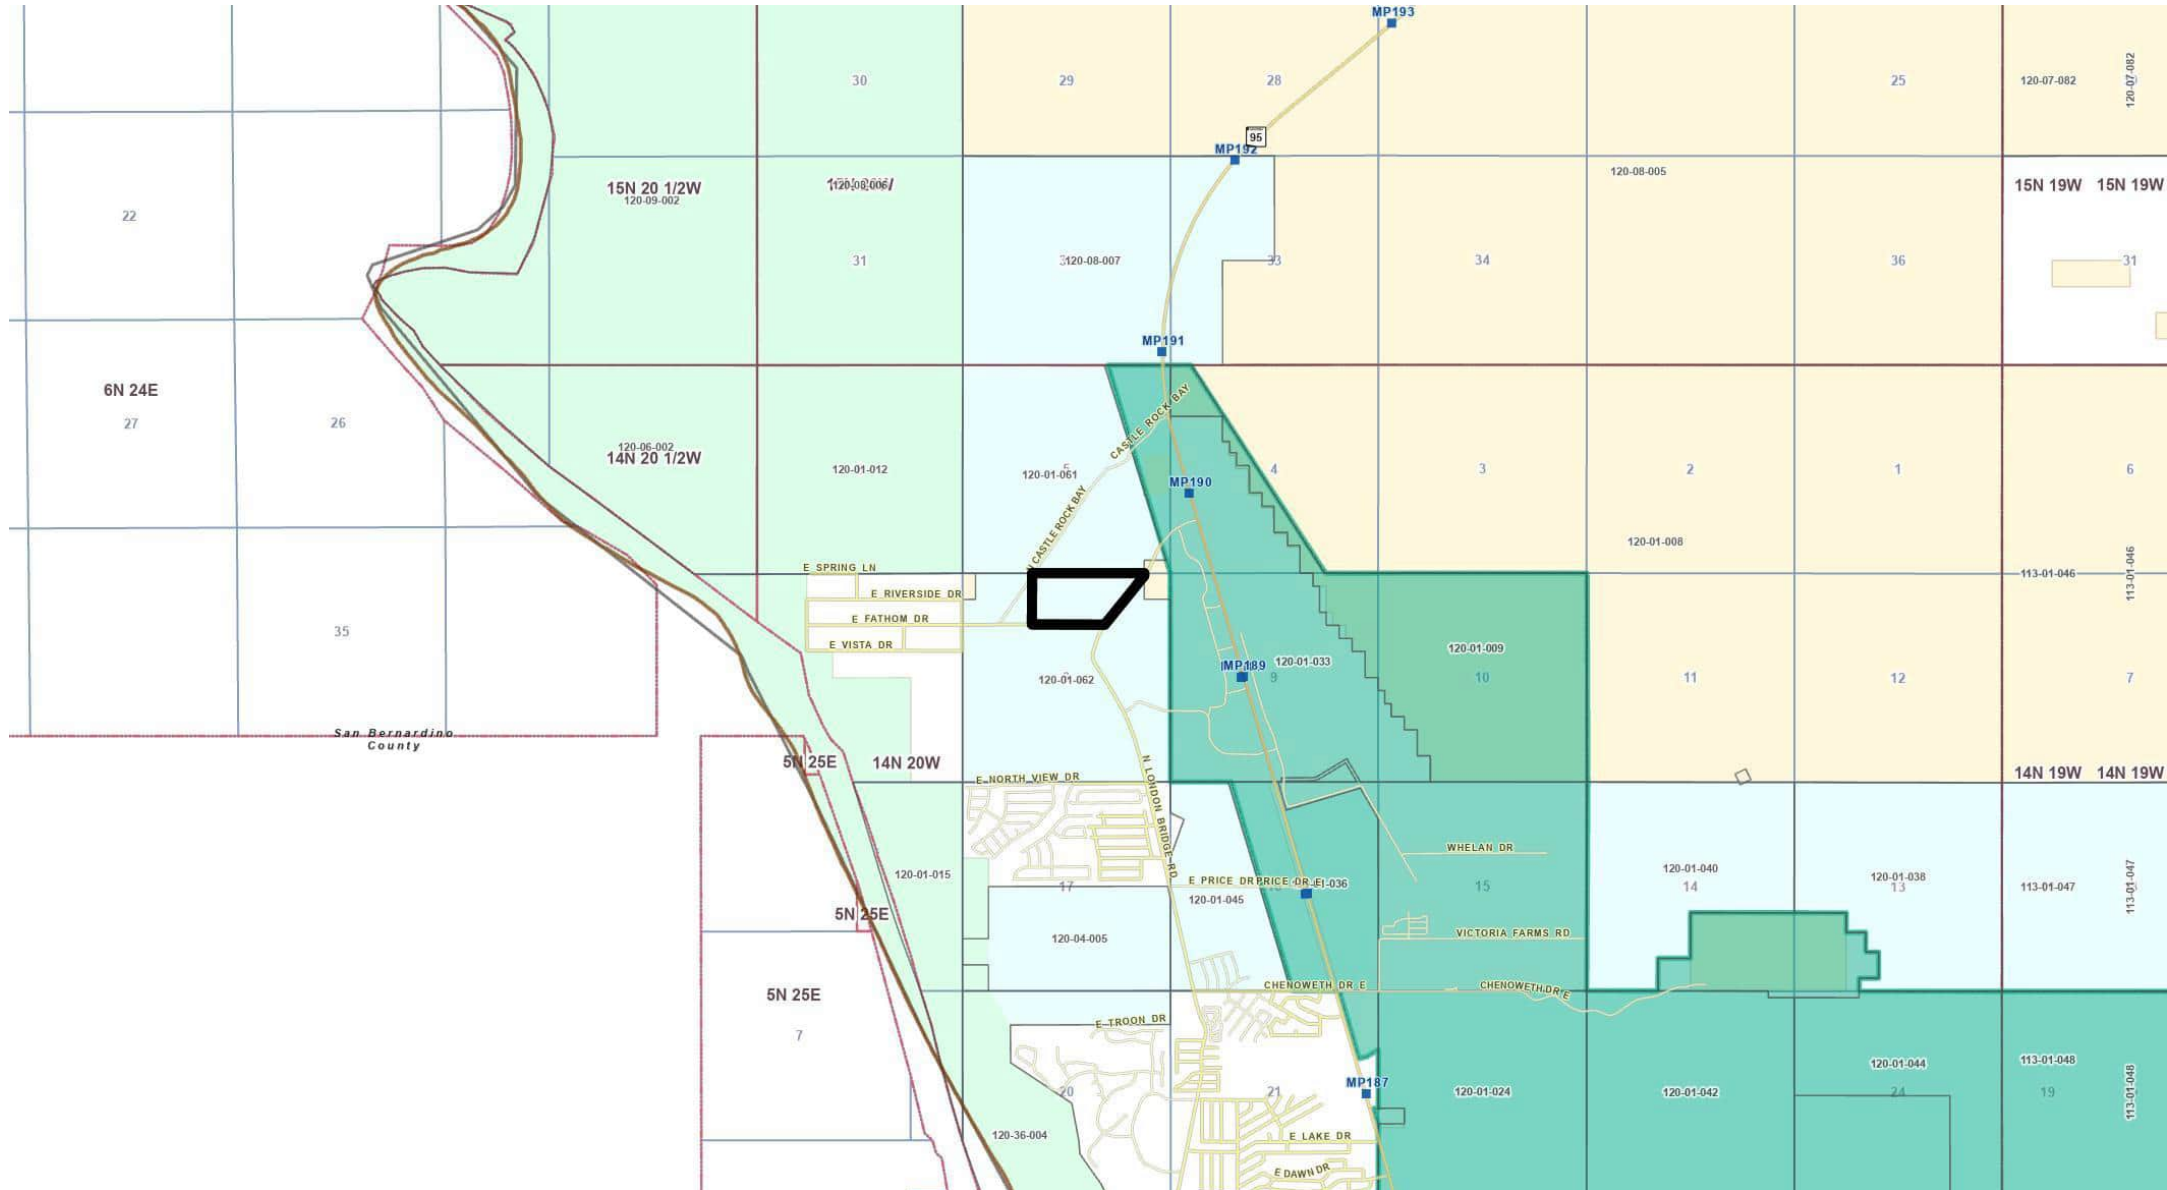 MP193
30
29
28
25
120-07-082
120-07-082
95
MP192
120-08-005
15N 20 1/2W
120-09-002
15N 19W
15N 19W
22
31
120-08-007
33
34
36
31
MP191
6N 24E
27
26
120-06-002
14N 20 1/2W
120-01-012
5
120-01-061
CASTLE ROCK BAY
N CASTLE ROCK BAY
MP190
4
3
2
1
6
120-01-008
113-01-046
113-01-046
E SPRING LN
E RIVERSIDE DR
E FATHOM DR
E VISTA DR
35
120-01-062
MP189
9
120-01-033
120-01-009
10
11
12
7
San Bernardino
County
5N 25E
14N 20W
E NORTH VIEW DR
N LONDON BRIDGE RD
14N 19W
14N 19W
WHELAN DR
120-01-015
17
E PRICE DR
PRICE DR E
120-01-045
15
120-01-040
14
120-01-038
13
113-01-047
113-01-047
5N 25E
120-04-005
VICTORIA FARMS RD
CHENOWETH DR E
CHENOWETH DR E
5N 25E
7
E TROON DR
20
21
MP187
120-01-024
120-01-042
120-01-044
24
113-01-048
19
113-01-048
120-36-004
E LAKE DR
E DAWN DR